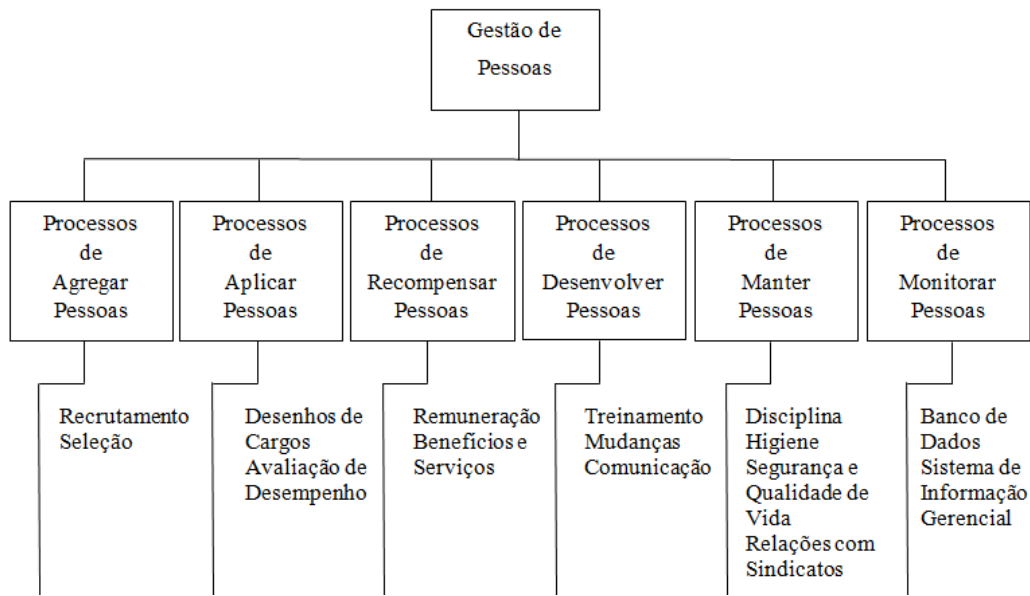 Gestão de
Pessoas
Processos
de
Agregar
Pessoas
Processos
de
Aplicar
Pessoas
Processos
de
Recompensar
Pessoas
Processos
de
Desenvolver
Pessoas
Processos
de
Manter
Pessoas
Processos
de
Monitorar
Pessoas
Recrutamento
Seleção
Desenhos de
Cargos
Avaliação de
Desempenho
Remuneração
Benefícios e
Serviços
Treinamento
Mudanças
Comunicação
Disciplina
Higiene
Segurança e
Qualidade de
Vida
Relações com
Sindicatos
Banco de
Dados
Sistema de
Informação
Gerencial